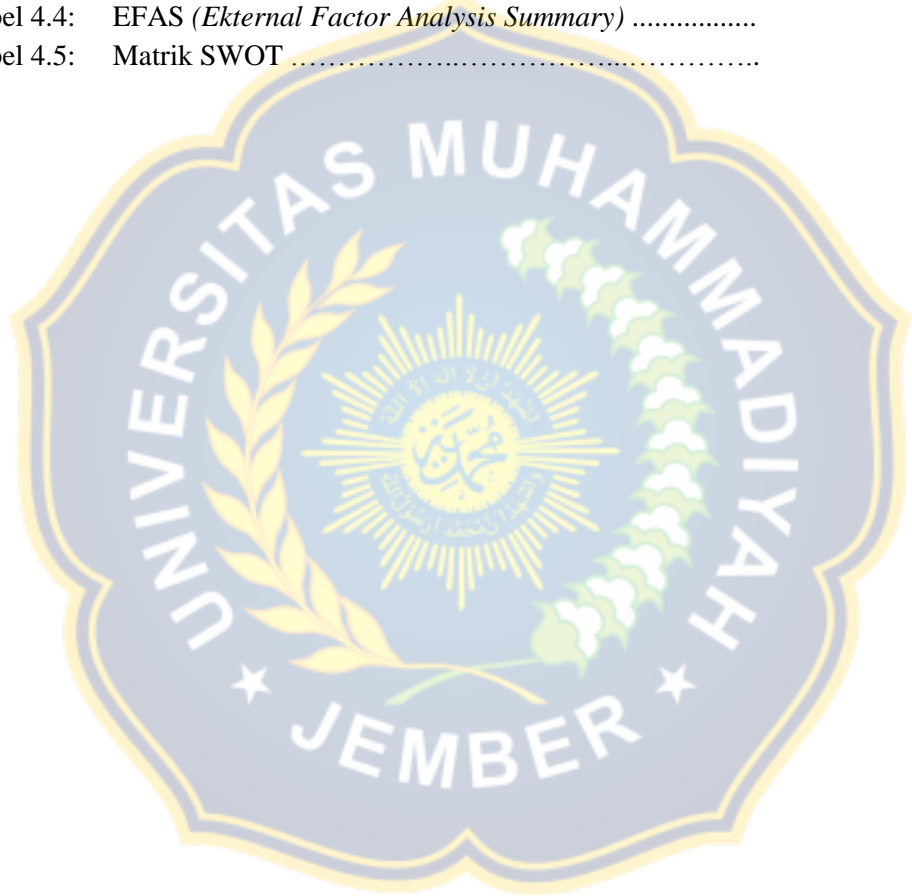 bel 4.4: EFAS (Ekternal Factor Analysis Summary) ................
bel 4.5: Matrik SWOT ……………..……………..…………..
UNIVERSITAS MUHAMMADIYAH
JEMBER